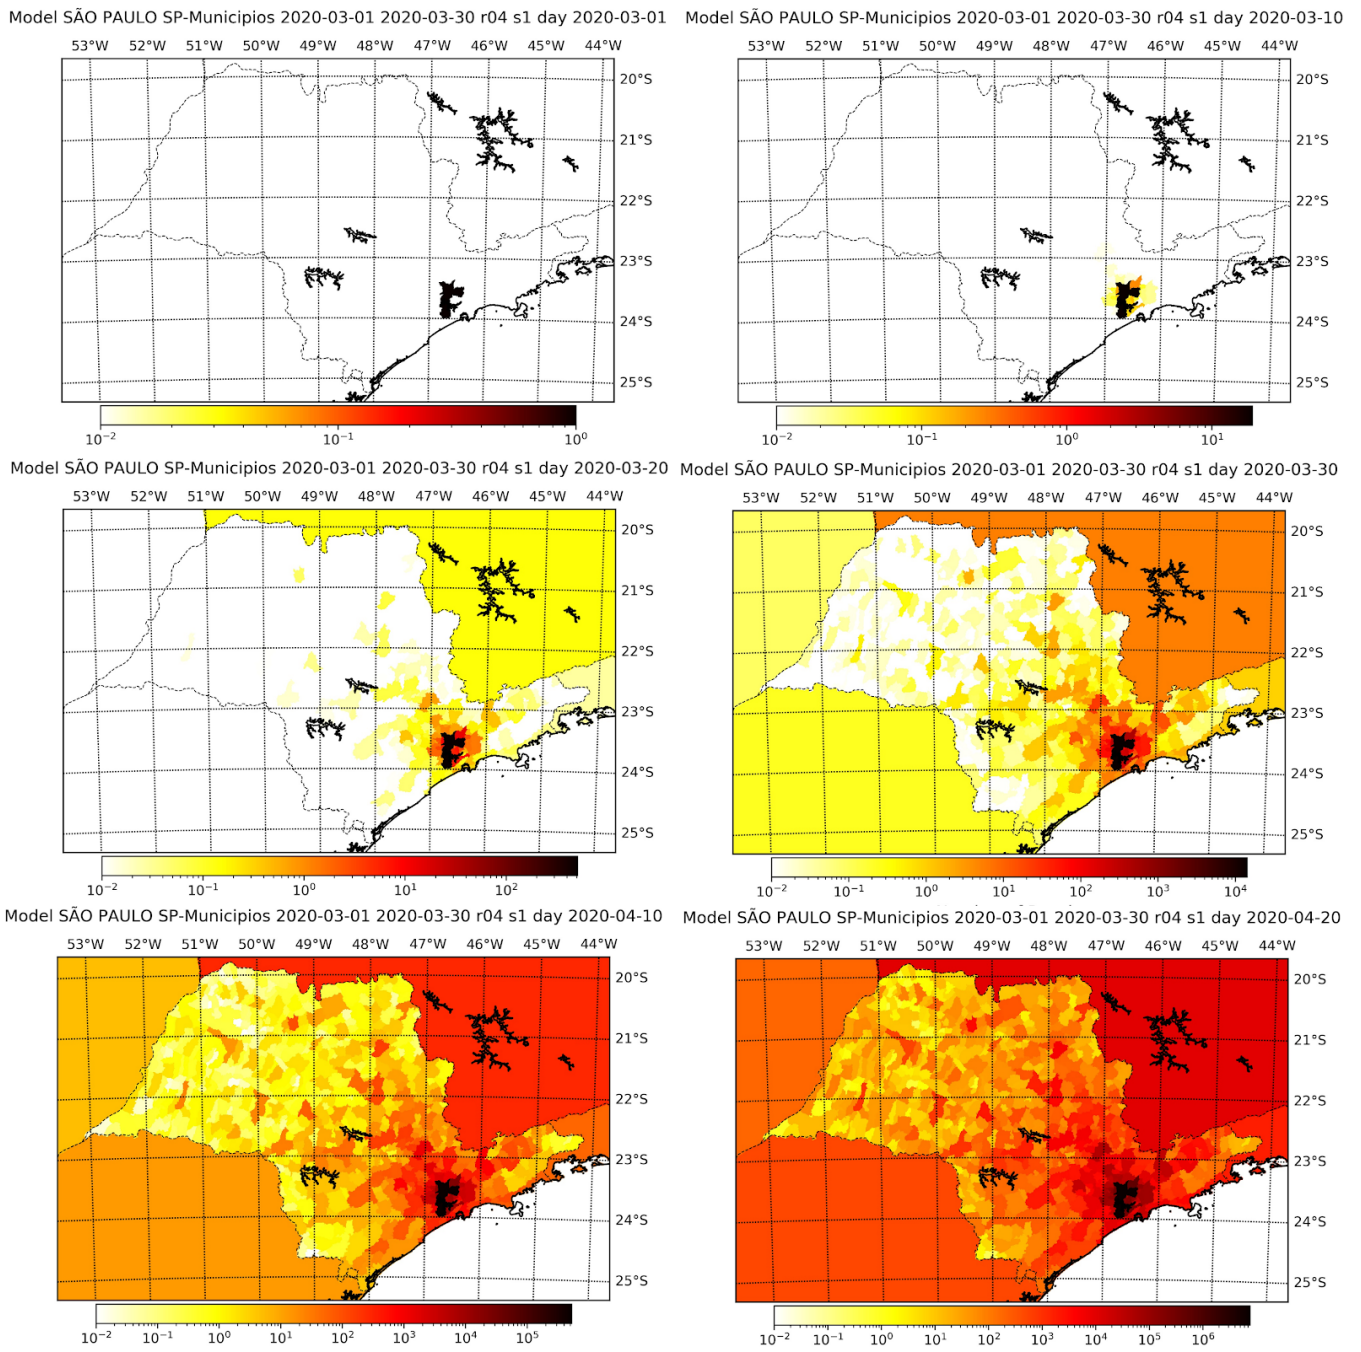 Model SÃO PAULO SP-Municipios 2020-03-01 2020-03-30 r04 s1 day 2020-03-01
53°W 52°W 51°W 50°W 49°W 48°W 47°W 46°W 45°W 44°W
20°S
21°S
22°S
23°S
24°S
25°S
10⁻² 10⁻¹ 10⁰
Model SÃO PAULO SP-Municipios 2020-03-01 2020-03-30 r04 s1 day 2020-03-10
53°W 52°W 51°W 50°W 49°W 48°W 47°W 46°W 45°W 44°W
20°S
21°S
22°S
23°S
24°S
25°S
10⁻² 10⁻¹ 10⁰ 10¹
Model SÃO PAULO SP-Municipios 2020-03-01 2020-03-30 r04 s1 day 2020-03-20
53°W 52°W 51°W 50°W 49°W 48°W 47°W 46°W 45°W 44°W
20°S
21°S
22°S
23°S
24°S
25°S
10⁻² 10⁻¹ 10⁰ 10¹ 10²
Model SÃO PAULO SP-Municipios 2020-03-01 2020-03-30 r04 s1 day 2020-03-30
53°W 52°W 51°W 50°W 49°W 48°W 47°W 46°W 45°W 44°W
20°S
21°S
22°S
23°S
24°S
25°S
10⁻² 10⁻¹ 10⁰ 10¹ 10² 10³ 10⁴
Model SÃO PAULO SP-Municipios 2020-03-01 2020-03-30 r04 s1 day 2020-04-10
53°W 52°W 51°W 50°W 49°W 48°W 47°W 46°W 45°W 44°W
20°S
21°S
22°S
23°S
24°S
25°S
10⁻² 10⁻¹ 10⁰ 10¹ 10² 10³ 10⁴ 10⁵
Model SÃO PAULO SP-Municipios 2020-03-01 2020-03-30 r04 s1 day 2020-04-20
53°W 52°W 51°W 50°W 49°W 48°W 47°W 46°W 45°W 44°W
20°S
21°S
22°S
23°S
24°S
25°S
10⁻² 10⁻¹ 10⁰ 10¹ 10² 10³ 10⁴ 10⁵ 10⁶